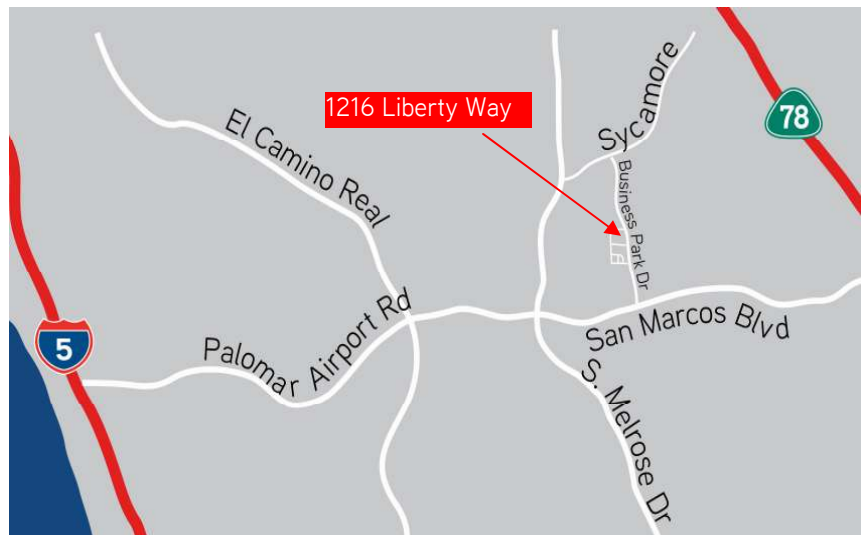 78
1216 Liberty Way
Sycamore
El Camino Real
Business Park Dr
Palomar Airport Rd
San Marcos Blvd
5
S. Melrose Dr